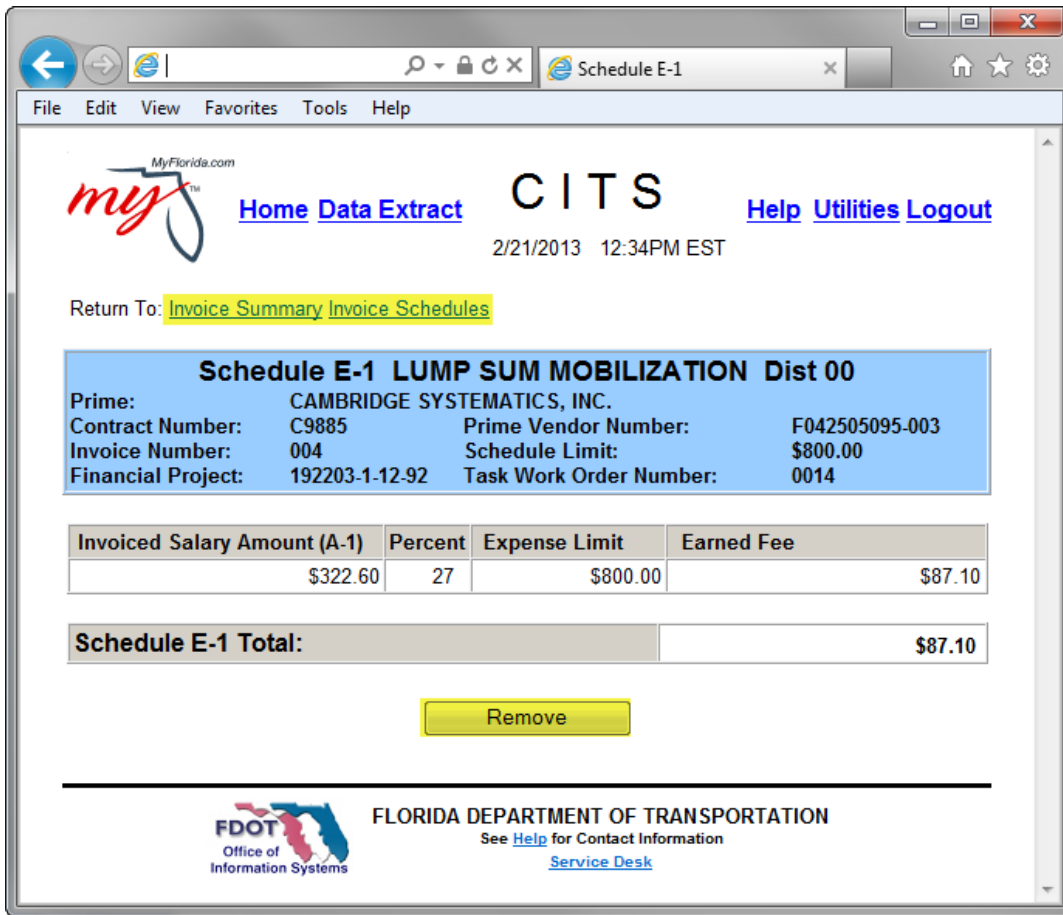 Schedule E-1
File Edit View Favorites Tools Help
MyFlorida.com
my TM
Home Data Extract
CITS
Help Utilities Logout
2/21/2013 12:34PM EST
Return To: Invoice Summary Invoice Schedules
Schedule E-1 LUMP SUM MOBILIZATION Dist 00
Prime: CAMBRIDGE SYSTEMATICS, INC.
Contract Number: C9885 Prime Vendor Number: F042505095-003
Invoice Number: 004 Schedule Limit: $800.00
Financial Project: 192203-1-12-92 Task Work Order Number: 0014
Invoiced Salary Amount (A-1) Percent Expense Limit Earned Fee
$322.60 27 $800.00 $87.10
Schedule E-1 Total: $87.10
Remove
FDOT
Office of
Information Systems
FLORIDA DEPARTMENT OF TRANSPORTATION
See Help for Contact Information
Service Desk